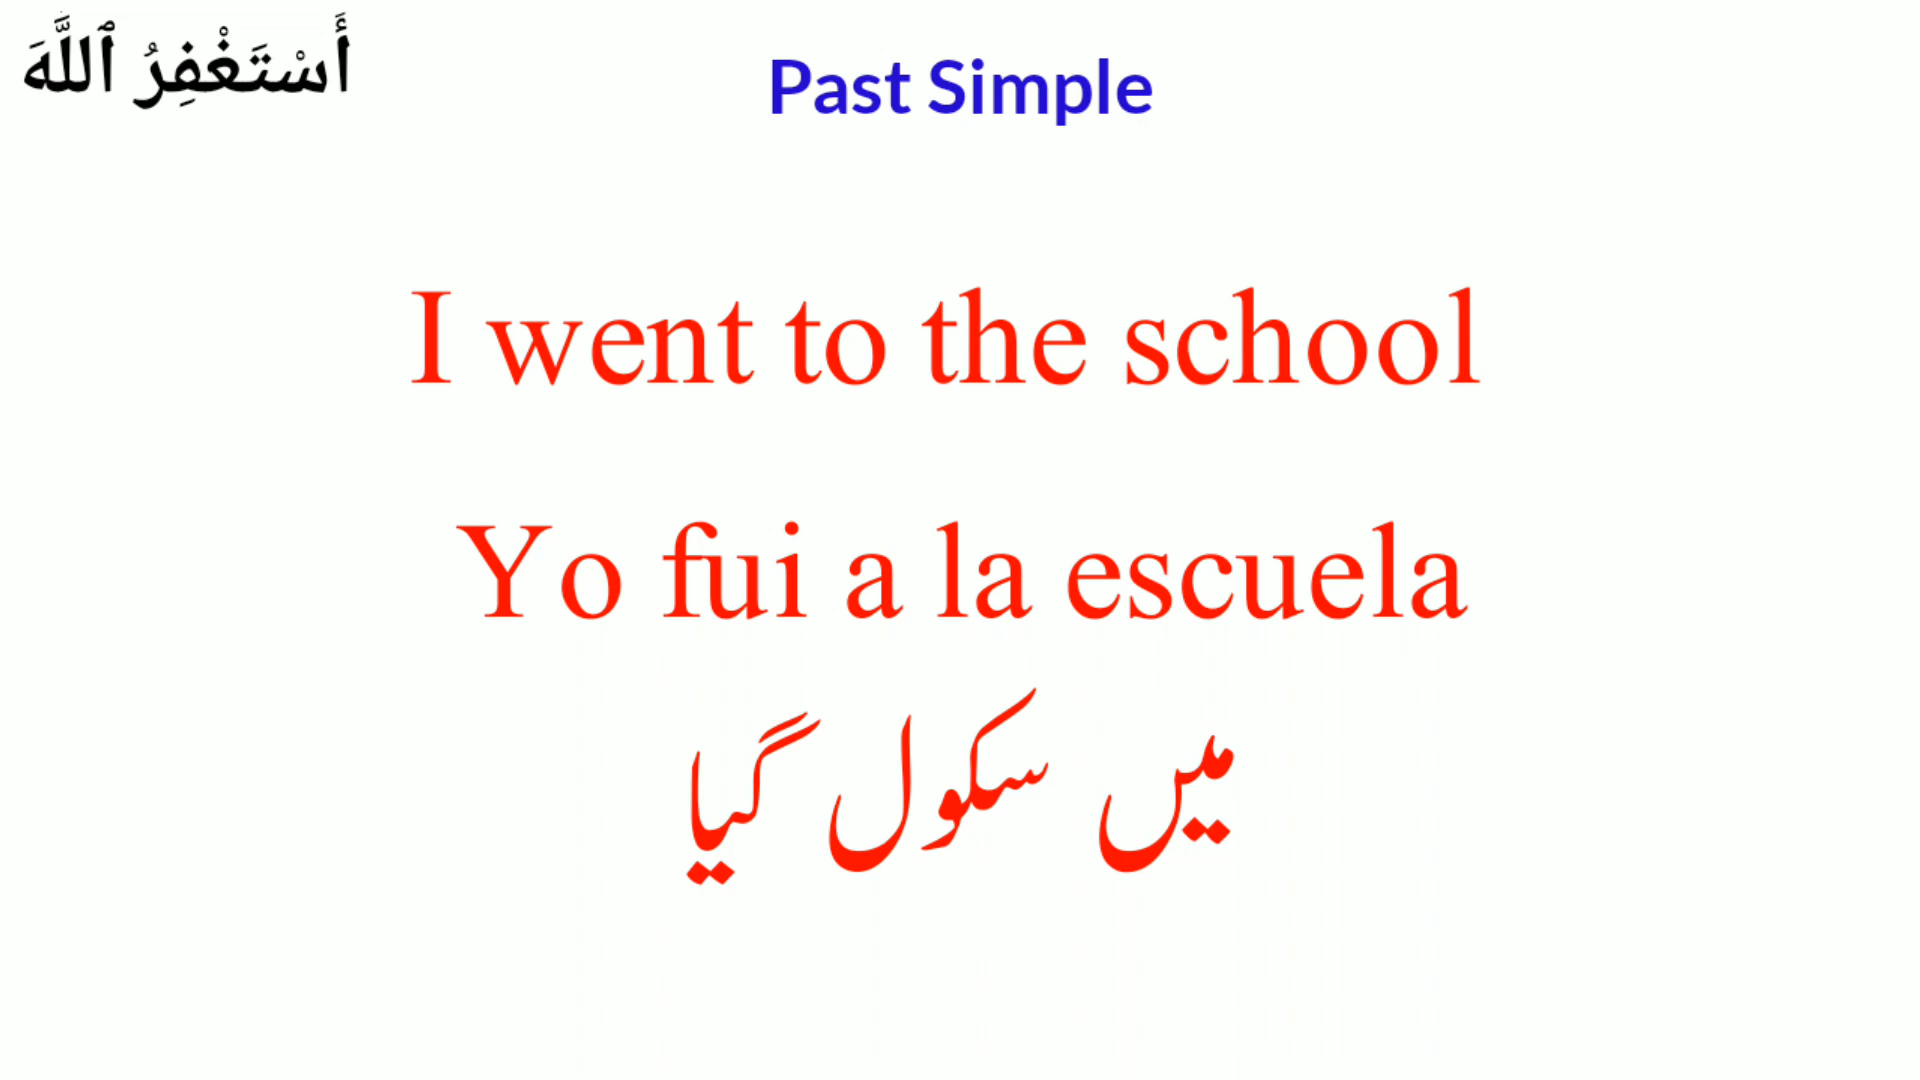 أَسْتَغْفِرُ ٱللَّهَ
Past Simple
I went to the school
Yo fui a la escuela
میں سکول گیا